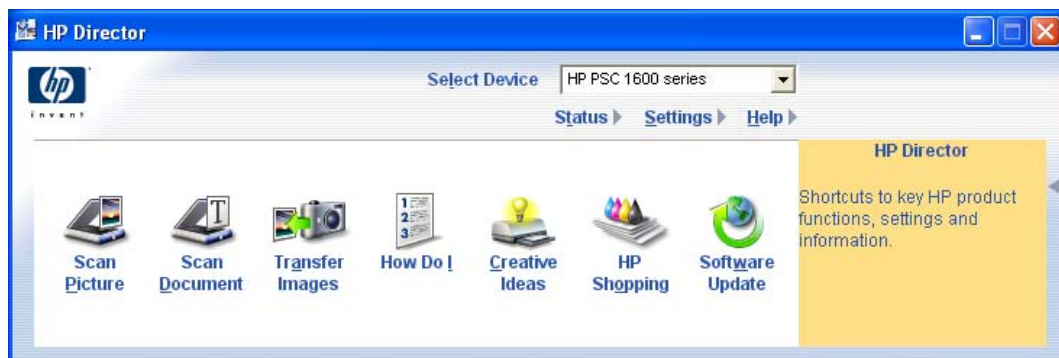 HP Director
hp
invent
Select Device HP PSC 1600 series
Status Settings Help
HP Director
Shortcuts to key HP product
functions, settings and
information.
Scan
Picture
Scan
Document
Transfer
Images
How Do I
Creative
Ideas
HP
Shopping
Software
Update